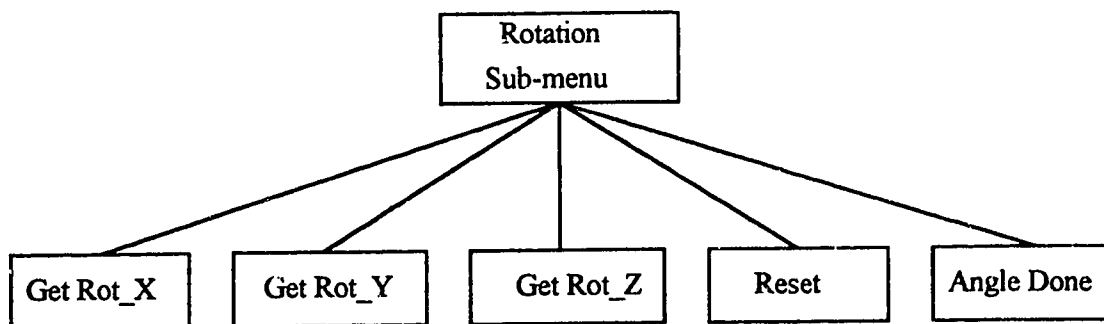 Rotation
Sub-menu
Get Rot_X
Get Rot_Y
Get Rot_Z
Reset
Angle Done